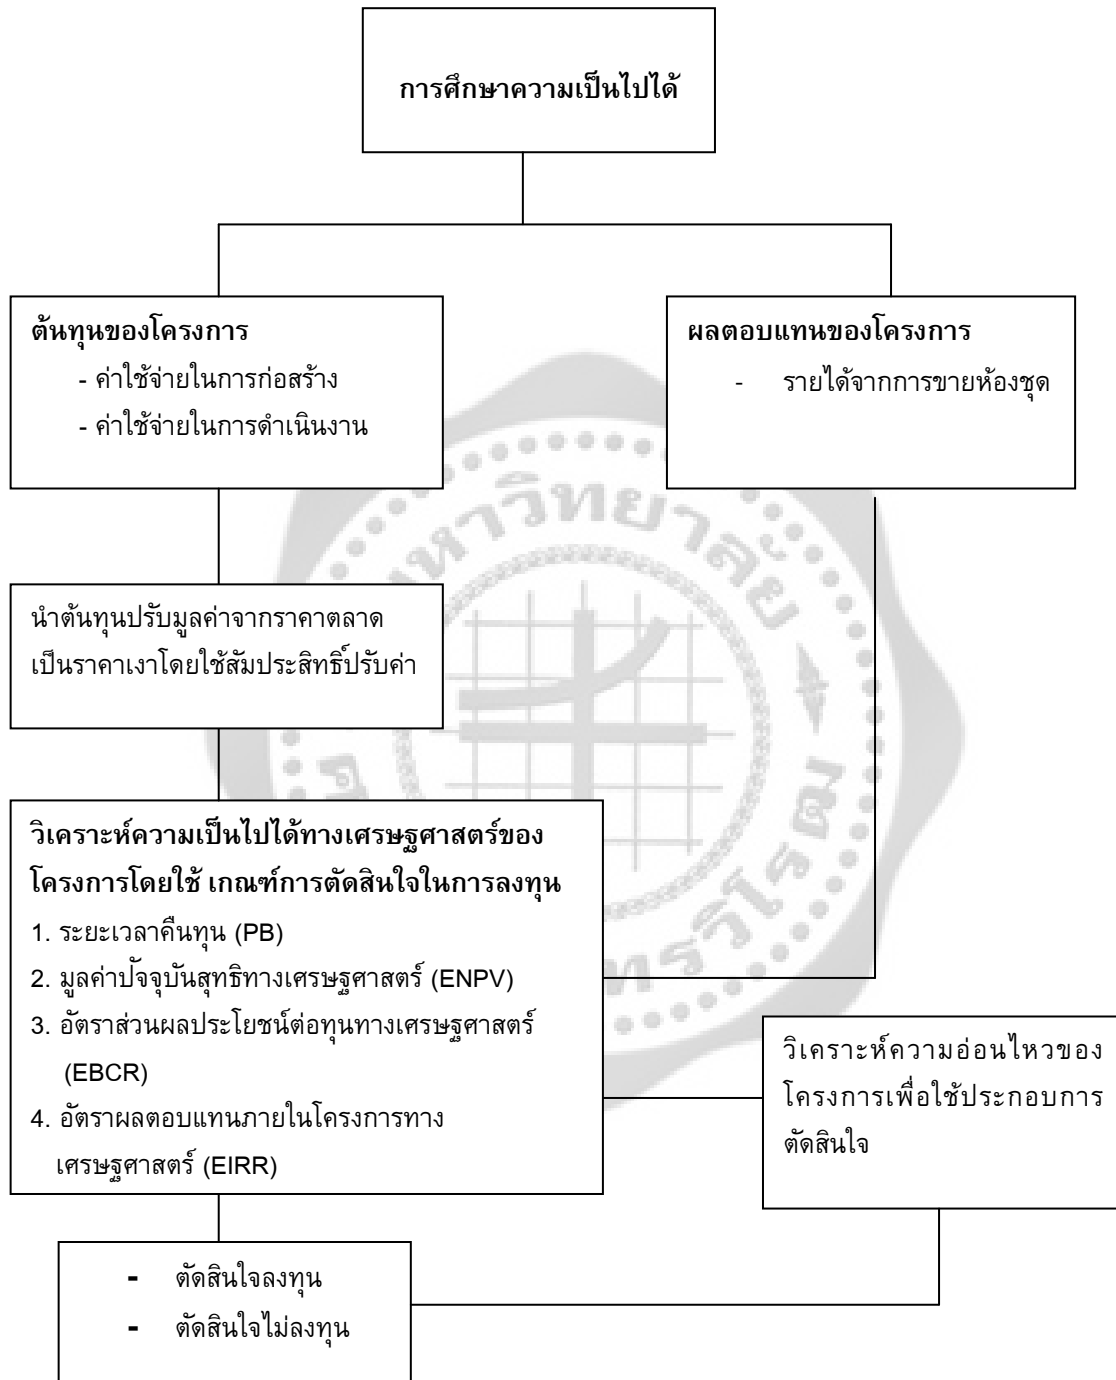 การศึกษาความเป็นไปได้
ต้นทุนของโครงการ
- ค่าใช้จ่ายในการก่อสร้าง
- ค่าใช้จ่ายในการดำเนินงาน
ผลตอบแทนของโครงการ
- รายได้จากการขายห้องชุด
นำต้นทุนปรับมูลค่าจากราคาตลาด
เป็นราคาเงาโดยใช้สัมประสิทธิ์ปรับค่า
วิเคราะห์ความเป็นไปได้ทางเศรษฐศาสตร์ของ
โครงการโดยใช้ เกณฑ์การตัดสินใจในการลงทุน
1. ระยะเวลาคืนทุน (PB)
2. มูลค่าปัจจุบันสุทธิทางเศรษฐศาสตร์ (ENPV)
3. อัตราส่วนผลประโยชน์ต่อทุนทางเศรษฐศาสตร์
(EBCR)
4. อัตราผลตอบแทนภายในโครงการทาง
เศรษฐศาสตร์ (EIRR)
วิเคราะห์ความอ่อนไหวของ
โครงการเพื่อใช้ประกอบการ
ตัดสินใจ
- ตัดสินใจลงทุน
- ตัดสินใจไม่ลงทุน